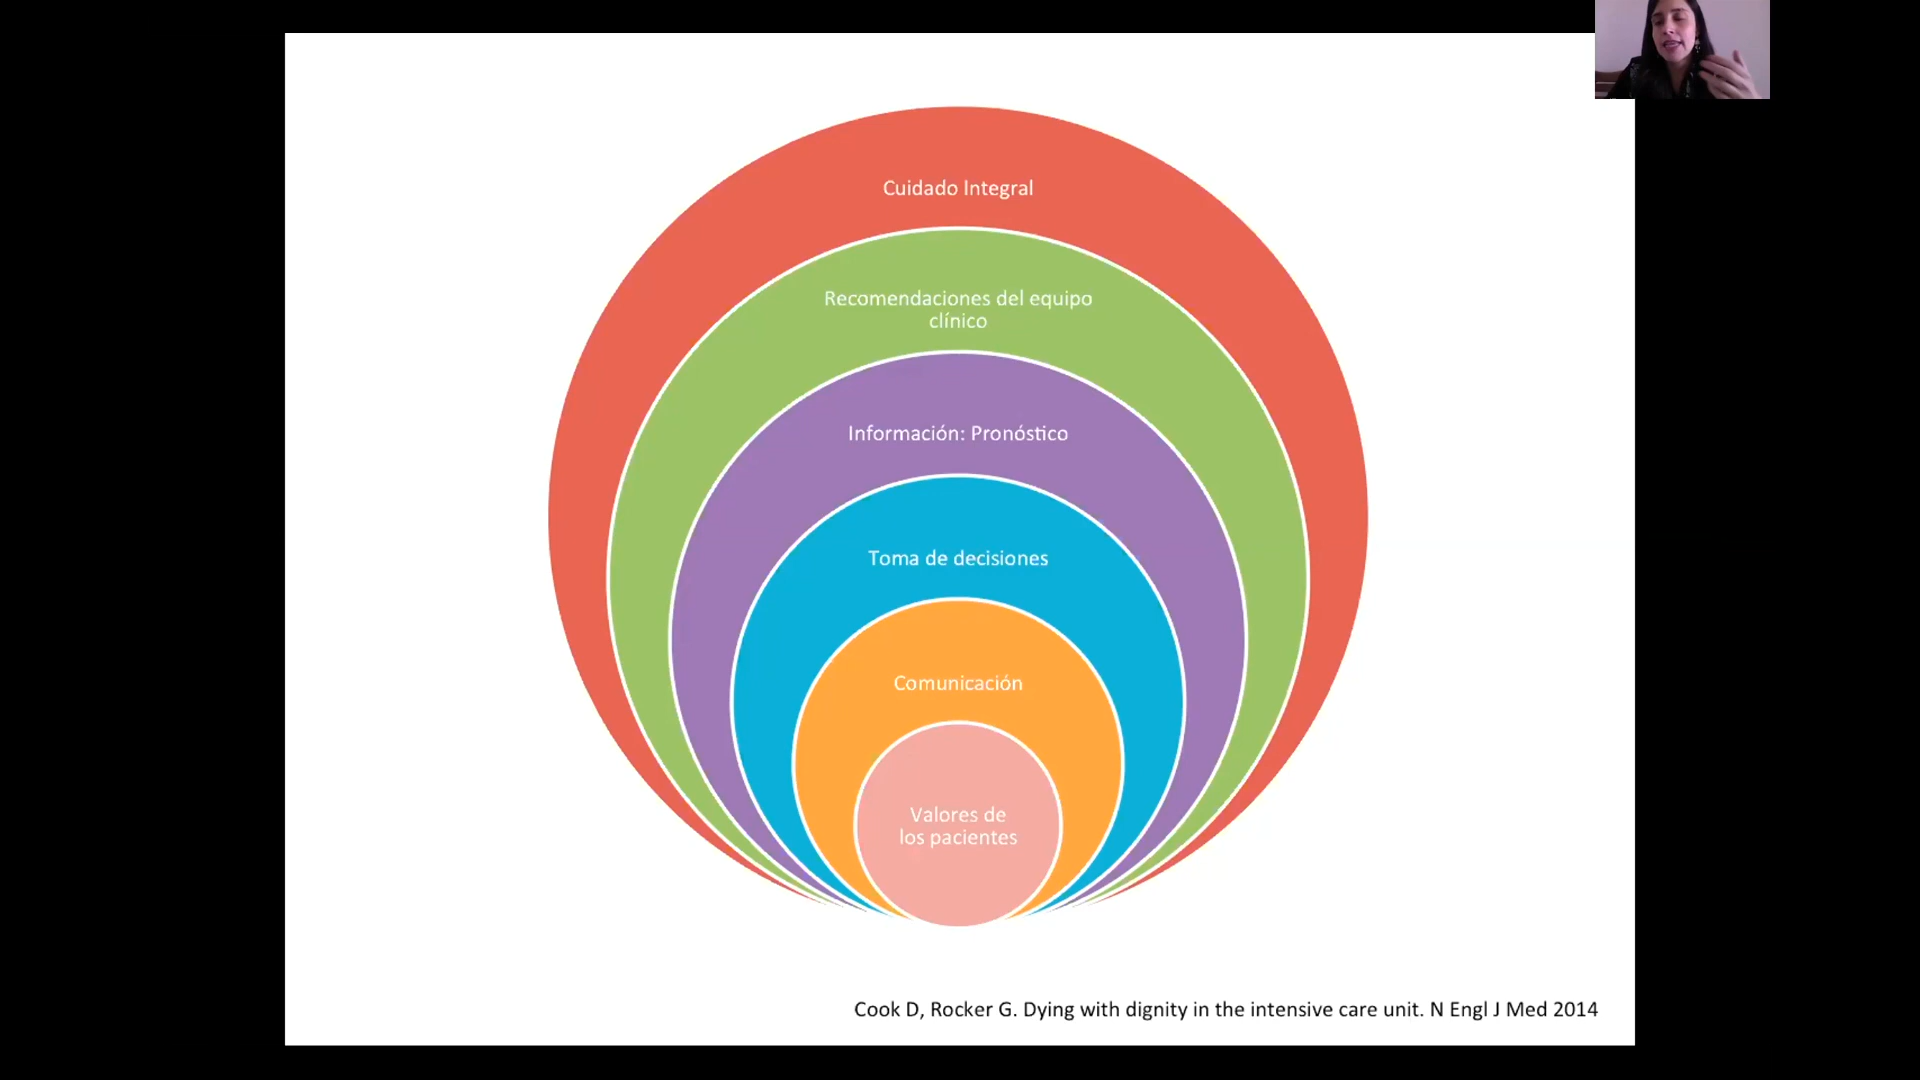 Cuidado Integral
Recomendaciones del equipo
clínico
Información: Pronóstico
Toma de decisiones
Comunicación
Valores de
los pacientes
Cook D, Rocker G. Dying with dignity in the intensive care unit. N Engl J Med 2014